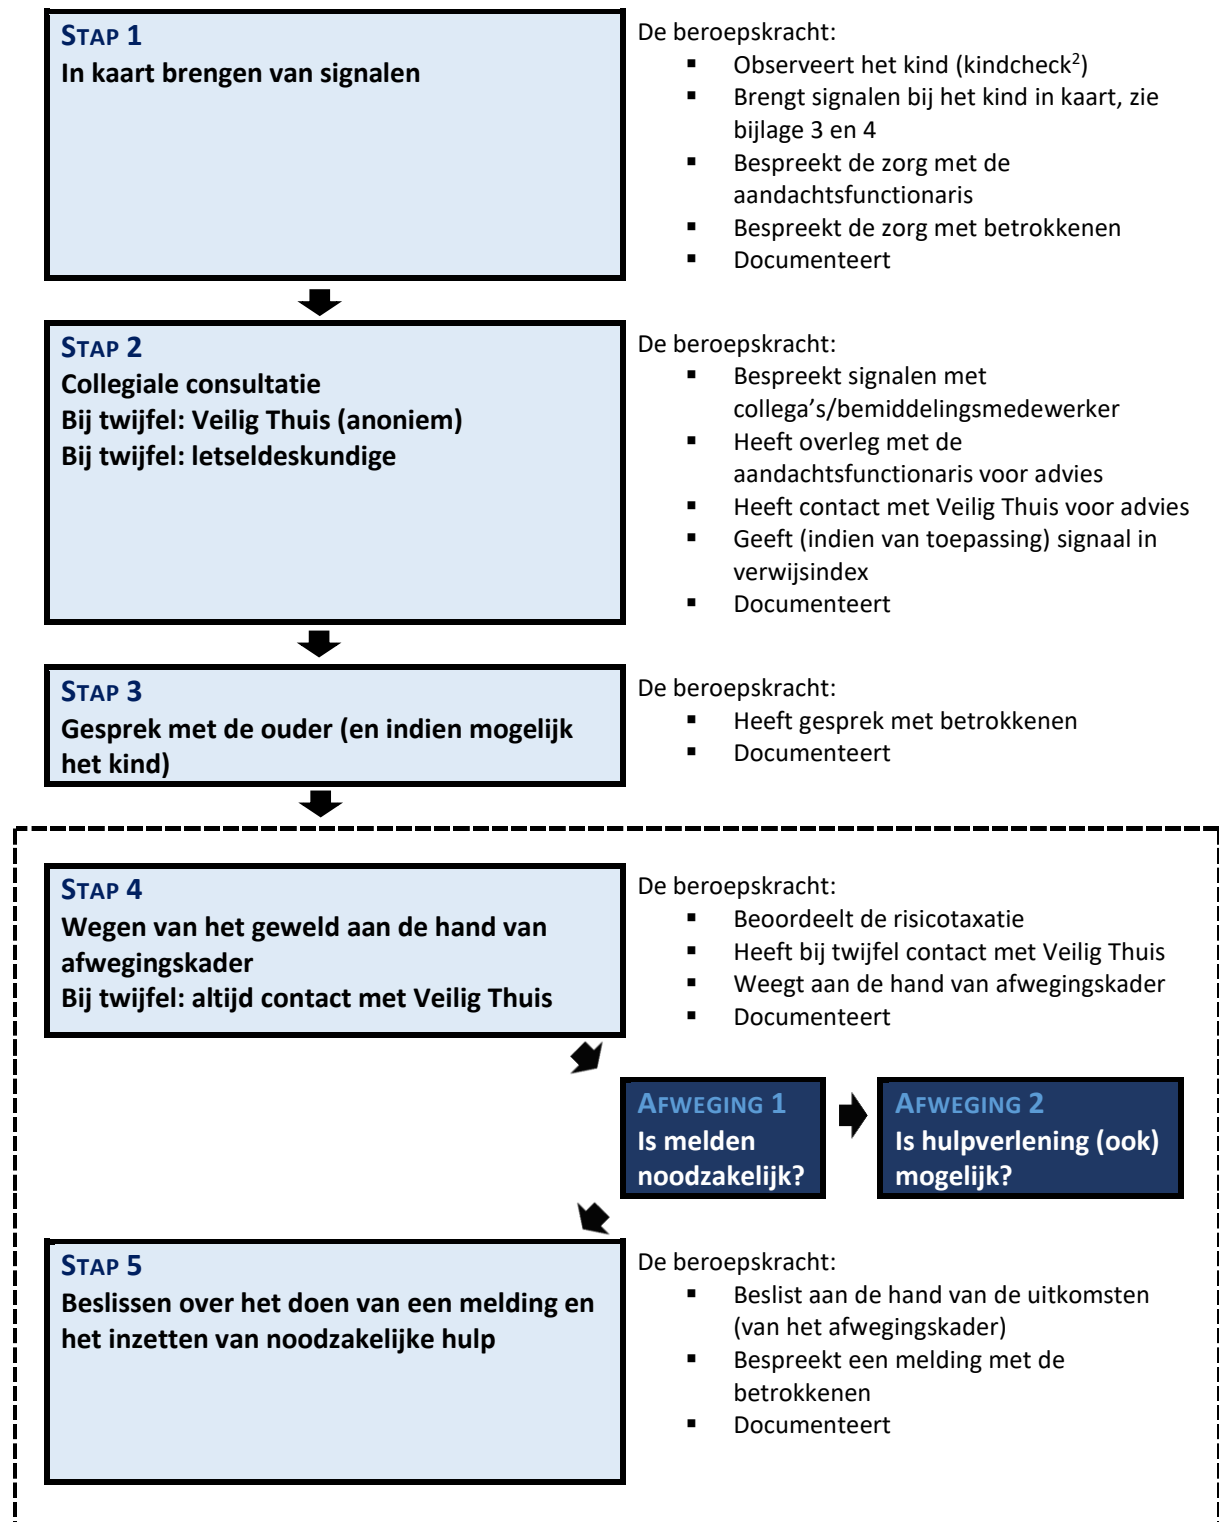 STAP 1
In kaart brengen van signalen
De beroepskracht:
▪ Observeert het kind (kindcheck²)
▪ Brengt signalen bij het kind in kaart, zie
bijlage 3 en 4
▪ Bespreekt de zorg met de
aandachtsfunctionaris
▪ Bespreekt de zorg met betrokkenen
▪ Documenteert
STAP 2
Collegiale consultatie
Bij twijfel: Veilig Thuis (anoniem)
Bij twijfel: letseldeskundige
De beroepskracht:
▪ Bespreekt signalen met
collega’s/bemiddelingsmedewerker
▪ Heeft overleg met de
aandachtsfunctionaris voor advies
▪ Heeft contact met Veilig Thuis voor advies
▪ Geeft (indien van toepassing) signaal in
verwijsindex
▪ Documenteert
STAP 3
Gesprek met de ouder (en indien mogelijk
het kind)
De beroepskracht:
▪ Heeft gesprek met betrokkenen
▪ Documenteert
STAP 4
Wegen van het geweld aan de hand van
afwegingskader
Bij twijfel: altijd contact met Veilig Thuis
De beroepskracht:
▪ Beoordeelt de risicotaxatie
▪ Heeft bij twijfel contact met Veilig Thuis
▪ Weegt aan de hand van afwegingskader
▪ Documenteert
AFWEGING 1
Is melden
noodzakelijk?
AFWEGING 2
Is hulpverlening (ook)
mogelijk?
STAP 5
Beslissen over het doen van een melding en
het inzetten van noodzakelijke hulp
De beroepskracht:
▪ Beslist aan de hand van de uitkomsten
(van het afwegingskader)
▪ Bespreekt een melding met de
betrokkenen
▪ Documenteert